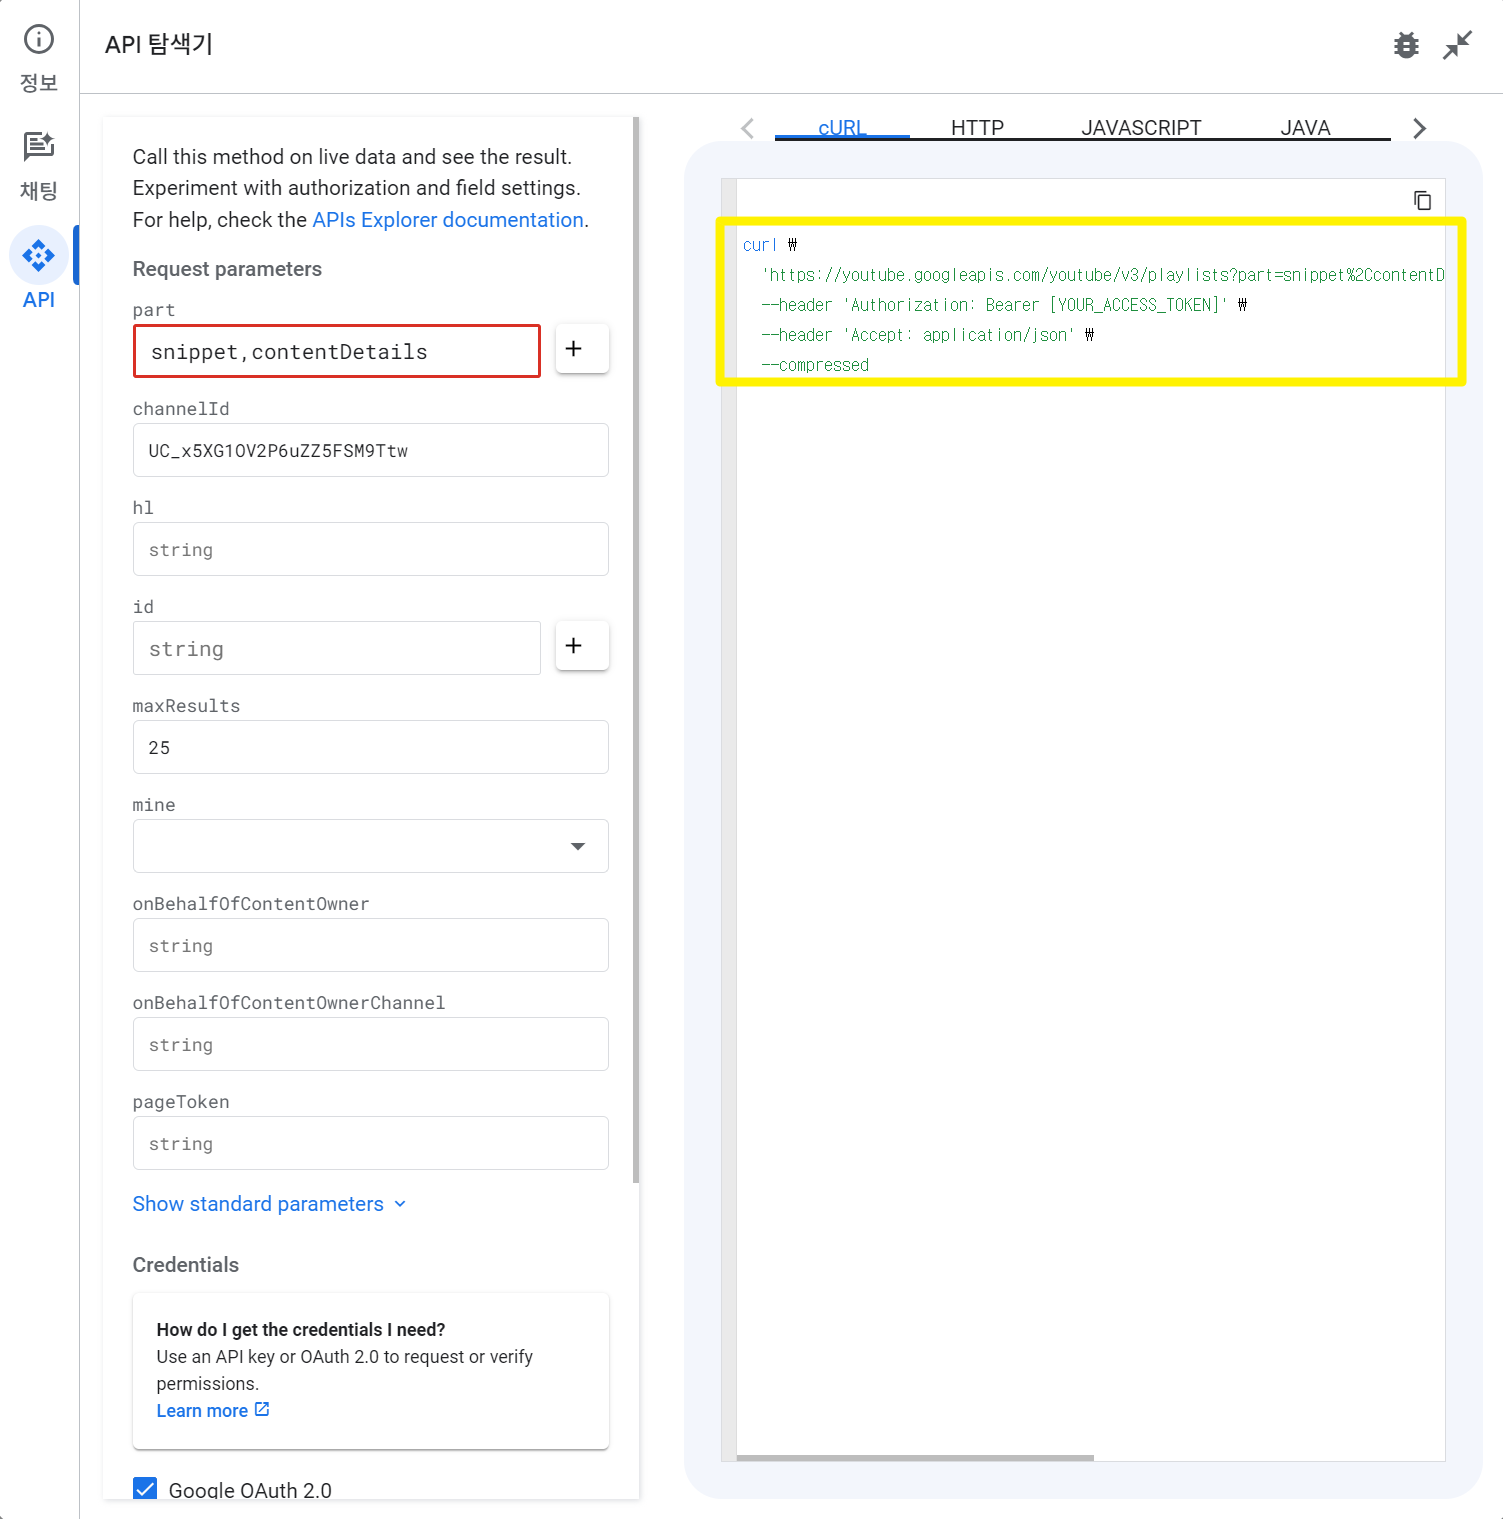 정보
채팅
API
API 탐색기
Call this method on live data and see the result.
Experiment with authorization and field settings.
For help, check the APIs Explorer documentation.
Request parameters
part
snippet,contentDetails
channelId
UC_x5XG1OV2P6uZZ5FSM9Ttw
hl
string
id
string
maxResults
25
mine
onBehalfOfContentOwner
string
onBehalfOfContentOwnerChannel
string
pageToken
string
Show standard parameters
Credentials
How do I get the credentials I need?
Use an API key or OAuth 2.0 to request or verify
permissions.
Learn more
Google OAuth 2.0
cURL HTTP JAVASCRIPT JAVA
curl ₩
'https://youtube.googleapis.com/youtube/v3/playlists?part=snippet%2CcontentD
--header 'Authorization: Bearer [YOUR_ACCESS_TOKEN]' ₩
--header 'Accept: application/json' ₩
--compressed